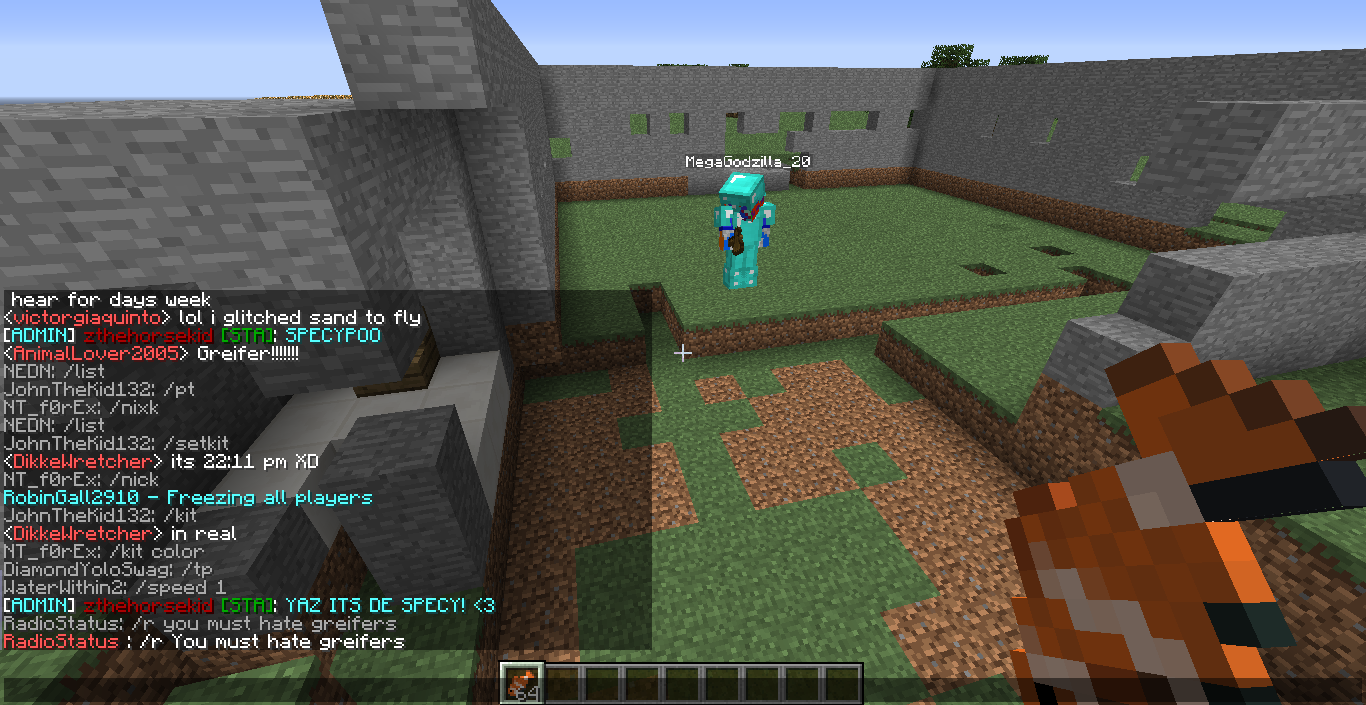 MegaGodzilla_20
hear for days week
<victorgiaquinto> lol i glitched sand to fly
[ADMIN] zthehorsekid [STA]: SPECYPOO
<AnimalLover2005> Greifer!!!!!!
NEDN: /list
JohnTheKid132: /pt
NT_f0rEx: /nixk
NEDN: /list
JohnTheKid132: /setkit
<DikkeWretcher> its 22:11 pm XD
NT_f0rEx: /nick
RobinGall2910 - Freezing all players
JohnTheKid132: /kit
<DikkeWretcher> in real
NT_f0rEx: /kit color
DiamondYoloSwag: /tp
WaterWithin2: /speed 1
[ADMIN] zthehorsekid [STA]: YAZ ITS DE SPECY! <3
RadioStatus: /r you must hate greifers
RadioStatus : /r You must hate greifers
64